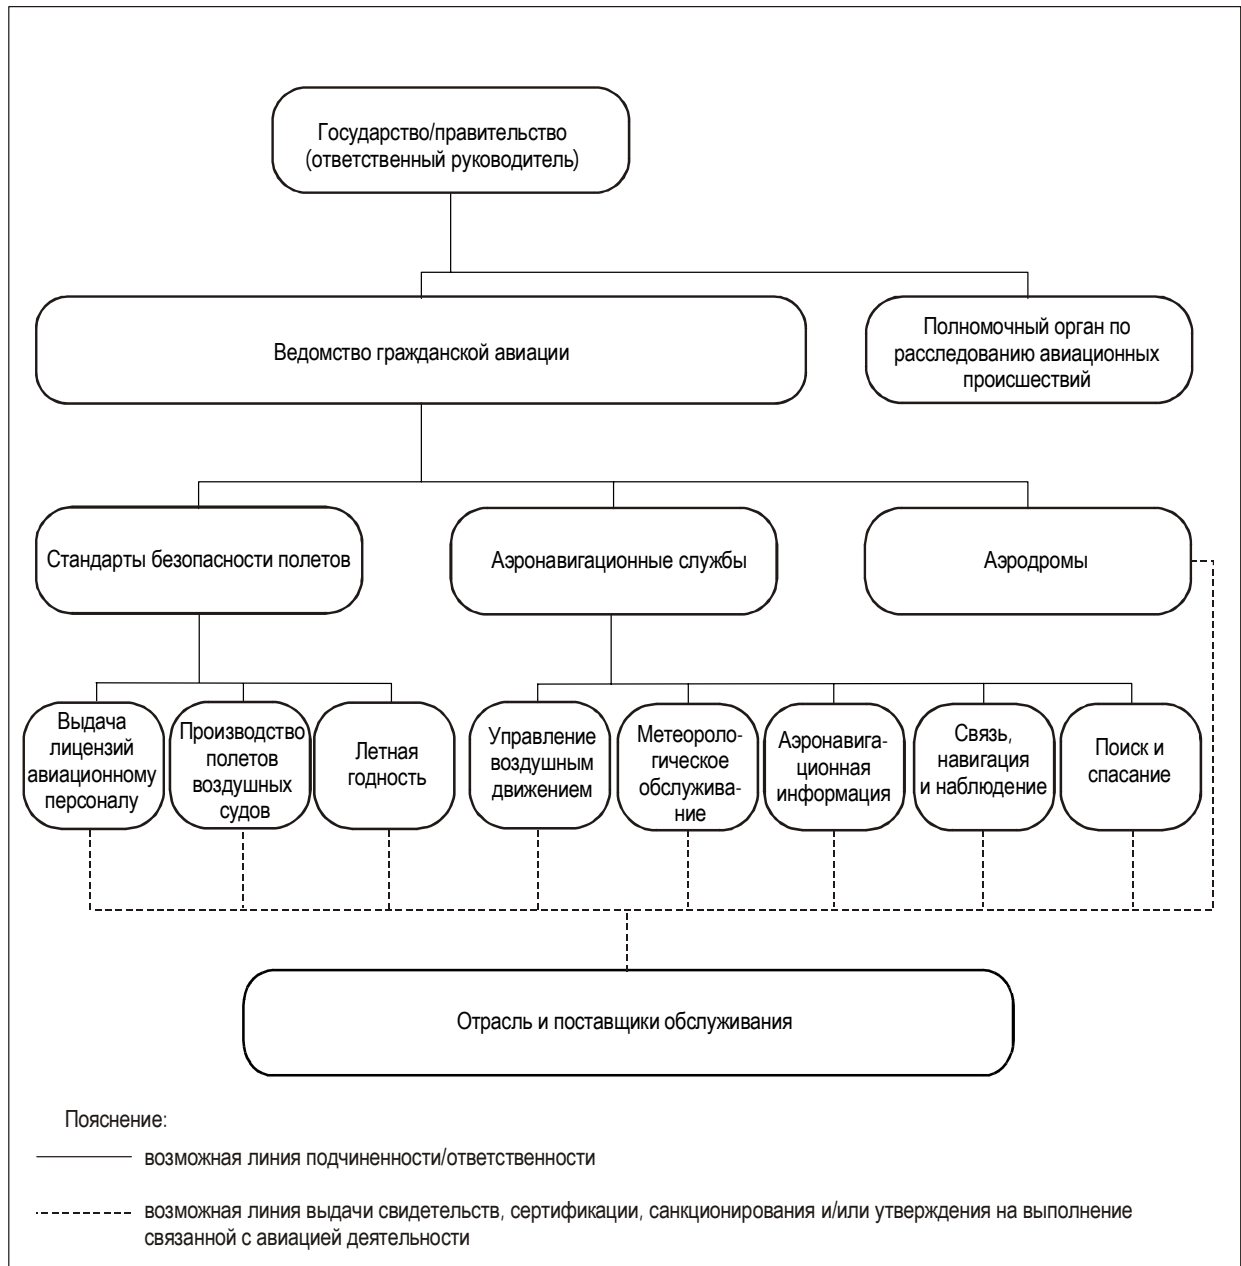 Государство/правительство
(ответственный руководитель)
Ведомство гражданской авиации
Полномочный орган по
расследованию авиационных
происшествий
Стандарты безопасности полетов
Аэронавигационные службы
Аэродромы
Выдача
лицензий
авиационному
персоналу
Производство
полетов
воздушных
судов
Летная
годность
Управление
воздушным
движением
Метеороло-
гическое
обслужива-
ние
Аэронавига-
ционная
информация
Связь,
навигация
и наблюдение
Поиск и
спасание
Отрасль и поставщики обслуживания
Пояснение:
возможная линия подчиненности/ответственности
возможная линия выдачи свидетельств, сертификации, санкционирования и/или утверждения на выполнение
связанной с авиацией деятельности